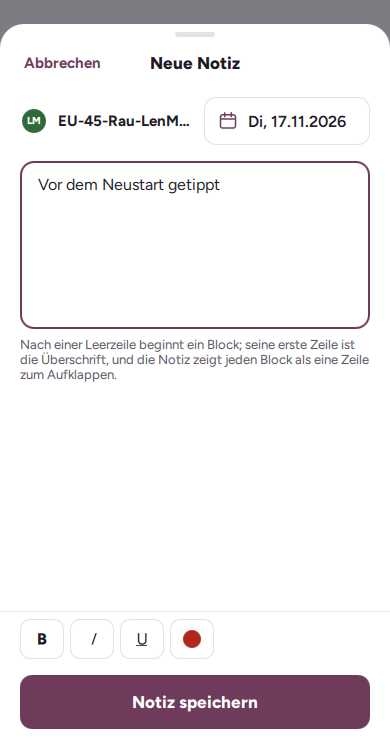 Abbrechen Neue Notiz
LM EU-45-Rau-LenM... Di, 17.11.2026
Vor dem Neustart getippt
Nach einer Leerzeile beginnt ein Block; seine erste Zeile ist
die Überschrift, und die Notiz zeigt jeden Block als eine Zeile
zum Aufklappen.
B I U
Notiz speichern